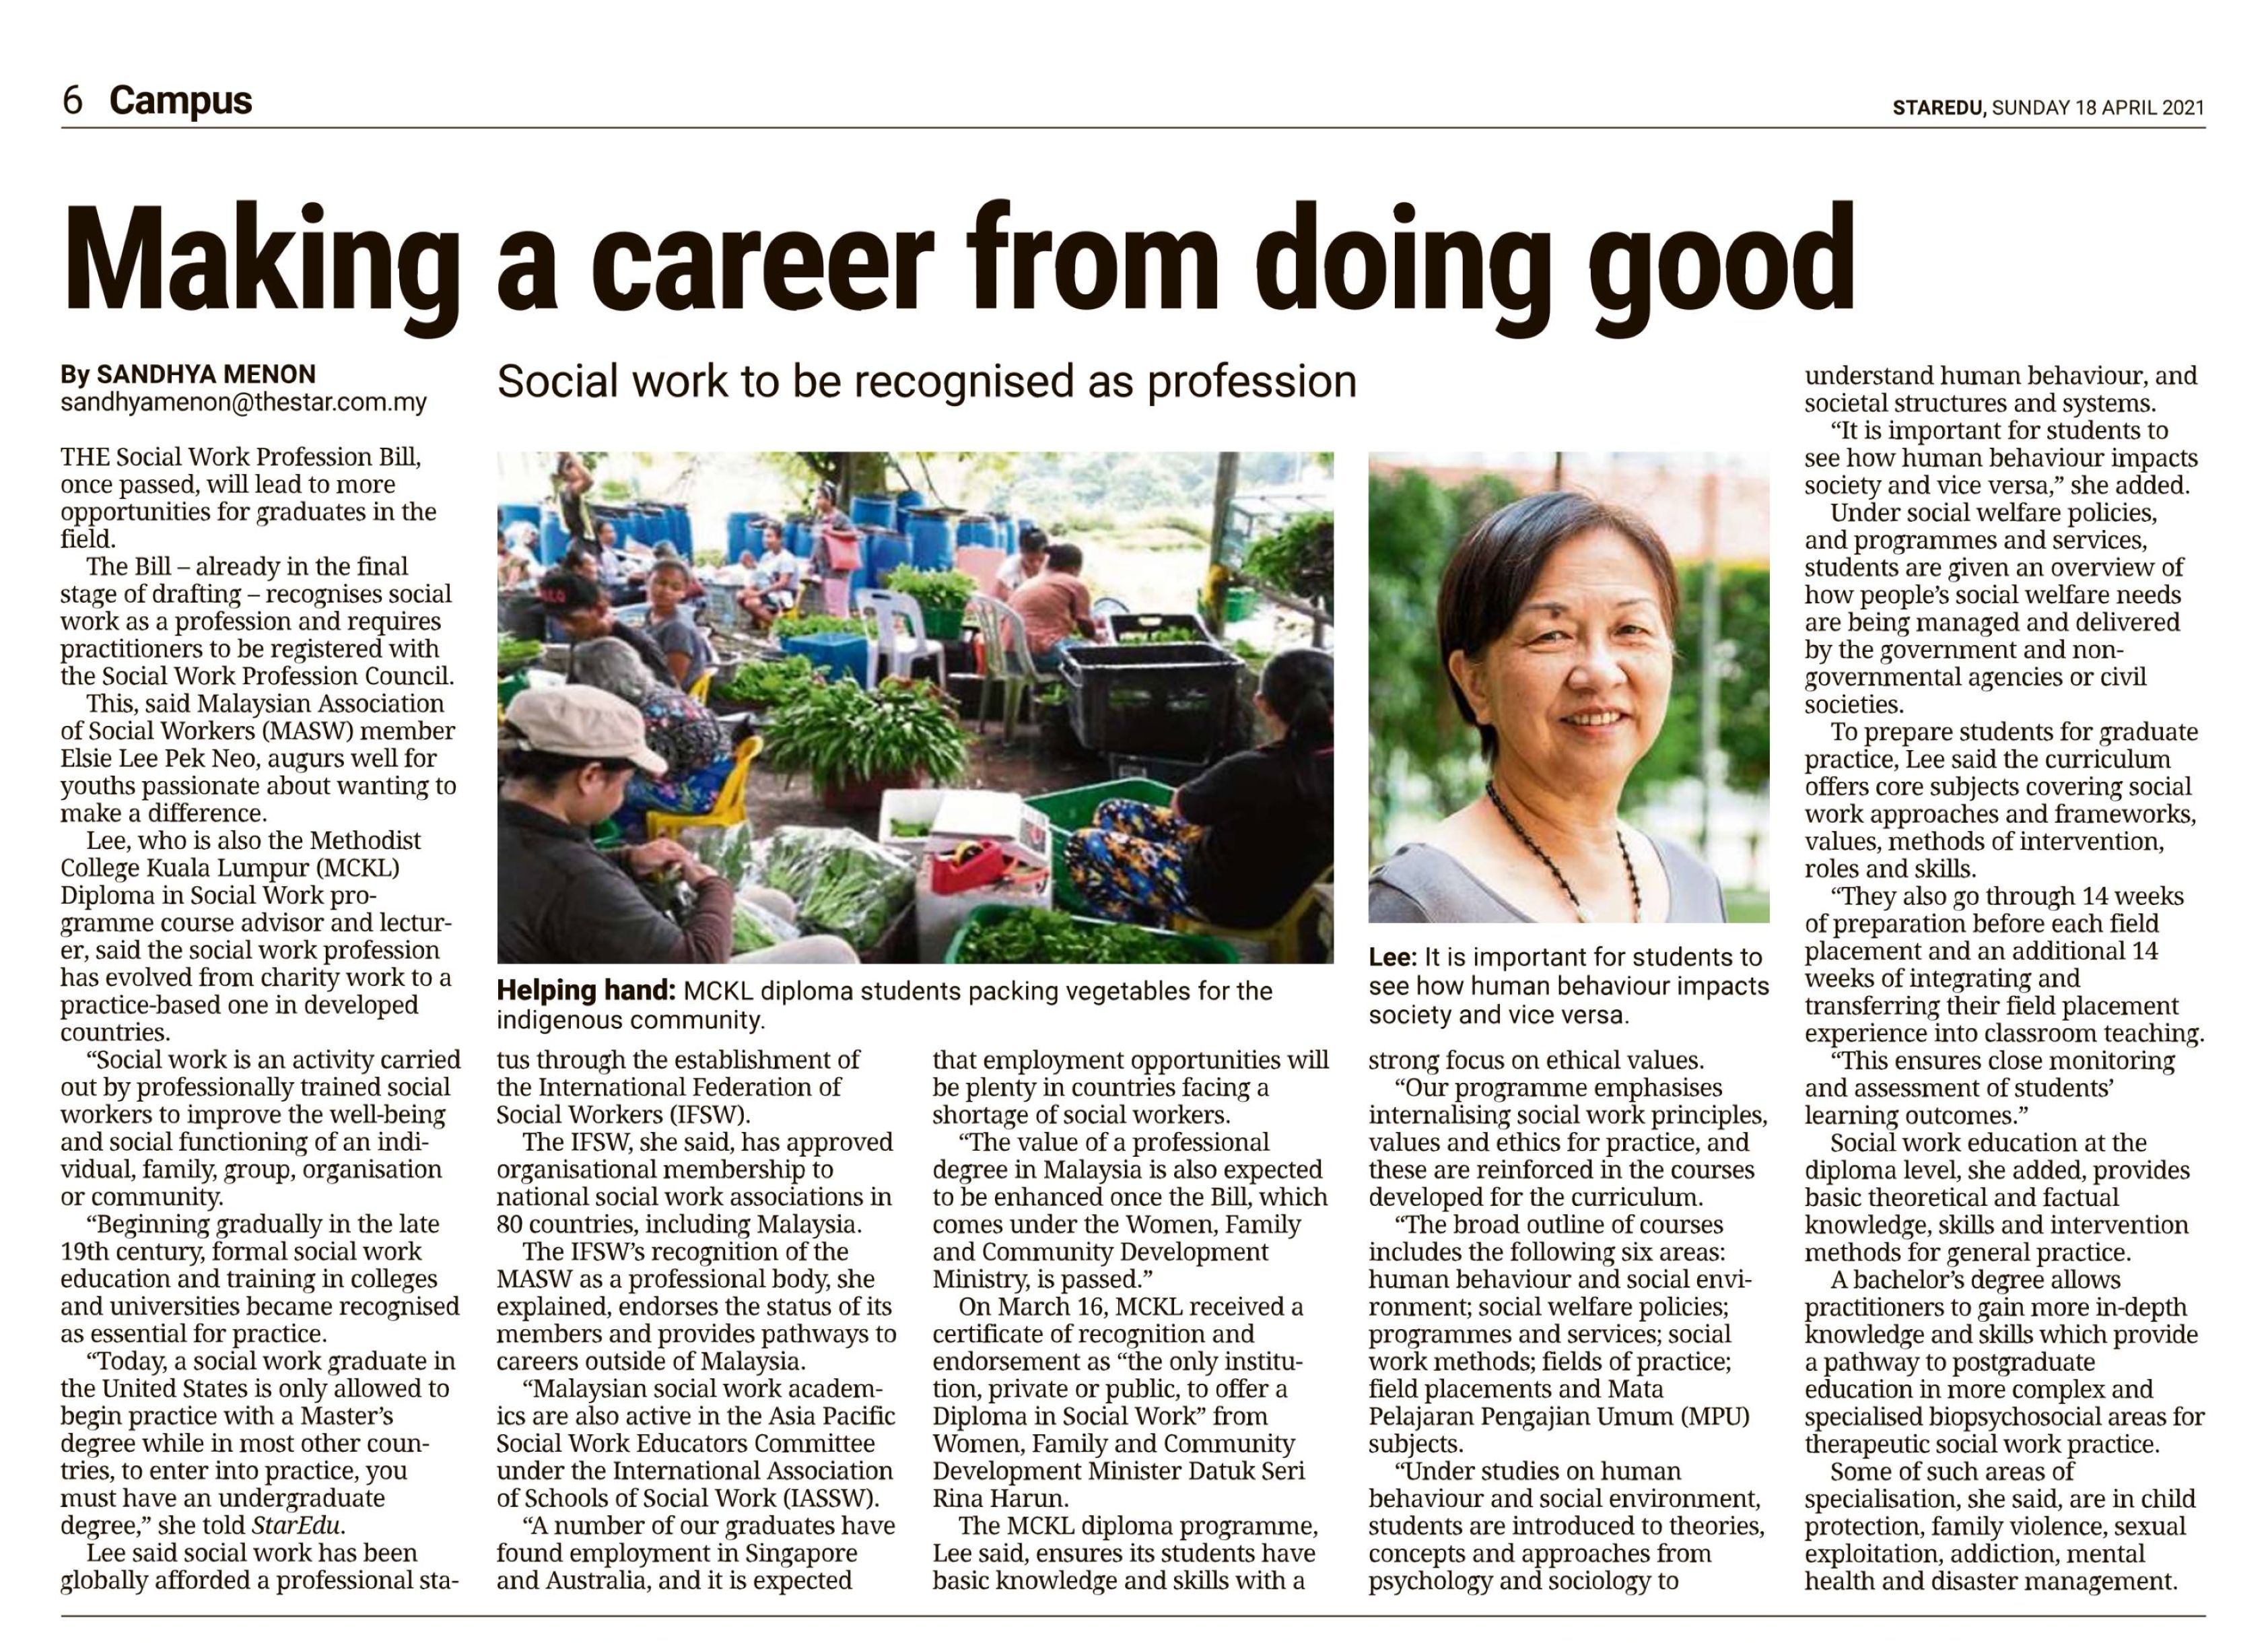 6 Campus
STAREDU, SUNDAY 18 APRIL 2021
Making a career from doing good
By SANDHYA MENON
sandhyamenon@thestar.com.my
Social work to be recognised as profession
THE Social Work Profession Bill,
once passed, will lead to more
opportunities for graduates in the
field.
The Bill – already in the final
stage of drafting – recognises social
work as a profession and requires
practitioners to be registered with
the Social Work Profession Council.
This, said Malaysian Association
of Social Workers (MASW) member
Elsie Lee Pek Neo, augurs well for
youths passionate about wanting to
make a difference.
Lee, who is also the Methodist
College Kuala Lumpur (MCKL)
Diploma in Social Work pro-
gramme course advisor and lectur-
er, said the social work profession
has evolved from charity work to a
practice-based one in developed
countries.
“Social work is an activity carried
out by professionally trained social
workers to improve the well-being
and social functioning of an indi-
vidual, family, group, organisation
or community.
“Beginning gradually in the late
19th century, formal social work
education and training in colleges
and universities became recognised
as essential for practice.
“Today, a social work graduate in
the United States is only allowed to
begin practice with a Master’s
degree while in most other coun-
tries, to enter into practice, you
must have an undergraduate
degree,” she told StarEdu.
Lee said social work has been
globally afforded a professional sta-
Helping hand: MCKL diploma students packing vegetables for the
indigenous community.
Lee: It is important for students to
see how human behaviour impacts
society and vice versa.
tus through the establishment of
the International Federation of
Social Workers (IFSW).
The IFSW, she said, has approved
organisational membership to
national social work associations in
80 countries, including Malaysia.
The IFSW’s recognition of the
MASW as a professional body, she
explained, endorses the status of its
members and provides pathways to
careers outside of Malaysia.
“Malaysian social work academ-
ics are also active in the Asia Pacific
Social Work Educators Committee
under the International Association
of Schools of Social Work (IASSW).
“A number of our graduates have
found employment in Singapore
and Australia, and it is expected
that employment opportunities will
be plenty in countries facing a
shortage of social workers.
“The value of a professional
degree in Malaysia is also expected
to be enhanced once the Bill, which
comes under the Women, Family
and Community Development
Ministry, is passed.”
On March 16, MCKL received a
certificate of recognition and
endorsement as “the only institu-
tion, private or public, to offer a
Diploma in Social Work” from
Women, Family and Community
Development Minister Datuk Seri
Rina Harun.
The MCKL diploma programme,
Lee said, ensures its students have
basic knowledge and skills with a
strong focus on ethical values.
“Our programme emphasises
internalising social work principles,
values and ethics for practice, and
these are reinforced in the courses
developed for the curriculum.
“The broad outline of courses
includes the following six areas:
human behaviour and social envi-
ronment; social welfare policies;
programmes and services; social
work methods; fields of practice;
field placements and Mata
Pelajaran Pengajian Umum (MPU)
subjects.
“Under studies on human
behaviour and social environment,
students are introduced to theories,
concepts and approaches from
psychology and sociology to
understand human behaviour, and
societal structures and systems.
“It is important for students to
see how human behaviour impacts
society and vice versa,” she added.
Under social welfare policies,
and programmes and services,
students are given an overview of
how people’s social welfare needs
are being managed and delivered
by the government and non-
governmental agencies or civil
societies.
To prepare students for graduate
practice, Lee said the curriculum
offers core subjects covering social
work approaches and frameworks,
values, methods of intervention,
roles and skills.
“They also go through 14 weeks
of preparation before each field
placement and an additional 14
weeks of integrating and
transferring their field placement
experience into classroom teaching.
“This ensures close monitoring
and assessment of students’
learning outcomes.”
Social work education at the
diploma level, she added, provides
basic theoretical and factual
knowledge, skills and intervention
methods for general practice.
A bachelor’s degree allows
practitioners to gain more in-depth
knowledge and skills which provide
a pathway to postgraduate
education in more complex and
specialised biopsychosocial areas for
therapeutic social work practice.
Some of such areas of
specialisation, she said, are in child
protection, family violence, sexual
exploitation, addiction, mental
health and disaster management.